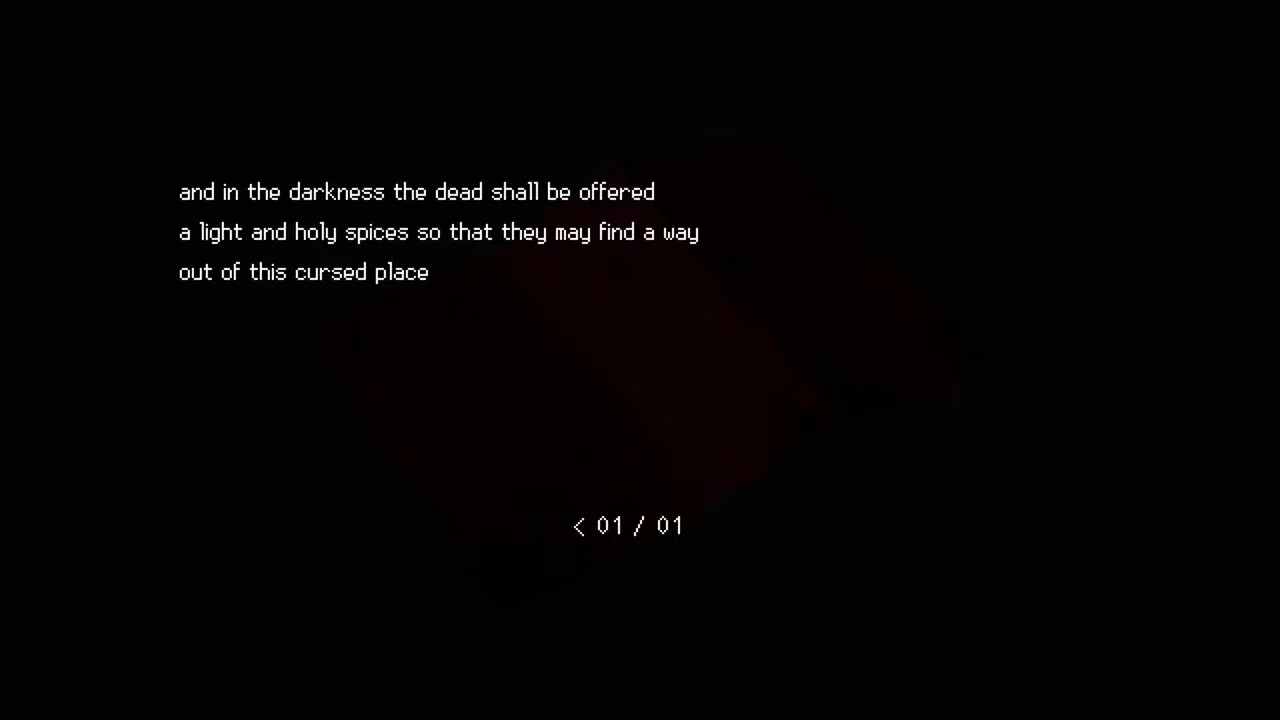 and in the darkness the dead shall be offered
a light and holy spices so that they may find a way
out of this cursed place
< 01 / 01